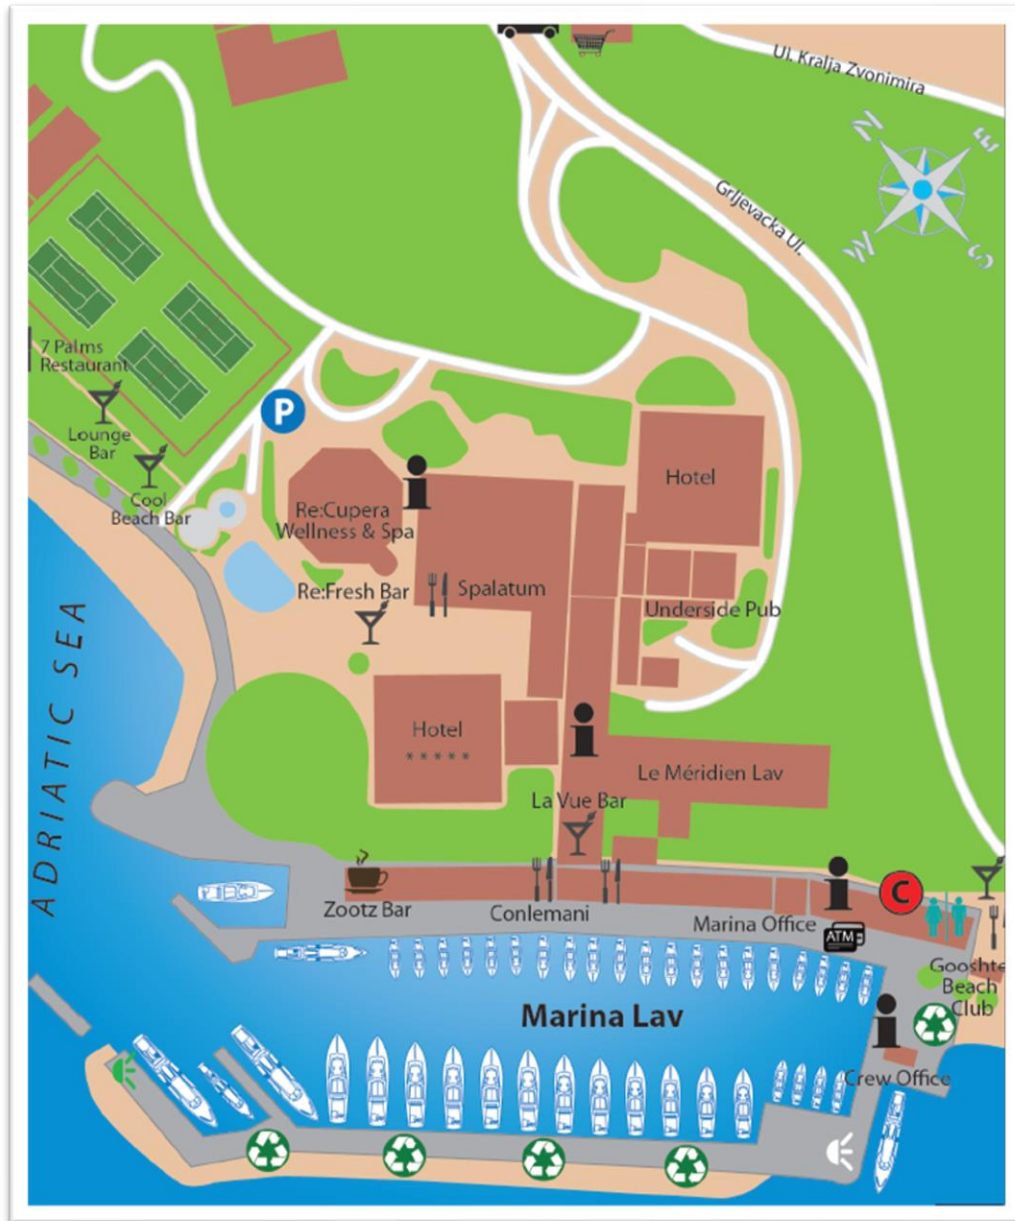 Ul. Kralja Zvonimira
N
E
W
S
Grljevacka Ul.
7 Palms
Restaurant
Lounge
Bar
P
Cool
Beach Bar
Hotel
Re:Cupera
Wellness & Spa
Re:Fresh Bar
Spalatum
Underside Pub
ADRIATIC SEA
Hotel
*****
Le Méridien Lav
La Vue Bar
Zootz Bar
Conlemani
Marina Office
C
ATM
Gooshte
Beach
Club
Marina Lav
Crew Office